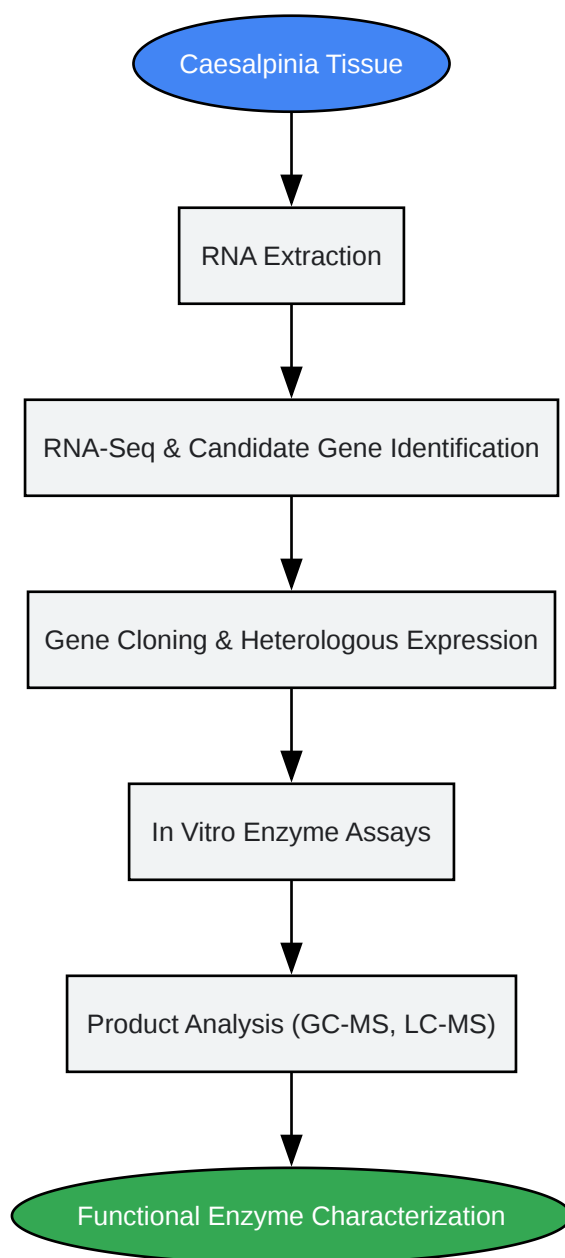 Caesalpinia Tissue
RNA Extraction
RNA-Seq & Candidate Gene Identification
Gene Cloning & Heterologous Expression
In Vitro Enzyme Assays
Product Analysis (GC-MS, LC-MS)
Functional Enzyme Characterization